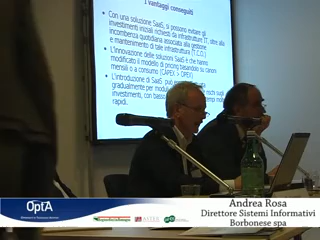 I vantaggi conseguiti
• Con una soluzione SaaS, si possono evitare gli
investimenti iniziali richiesti da infrastrutture IT, oltre alla
incombenza quotidiana associata alla gestione
e mantenimento di tale infrastruttura (T.C.O.)
• L'innovazione delle soluzioni SaaS è che hanno
modificato il modello di pricing basandolo su canoni
mensili o a consumo (CAPEX > OPEX)
• L'introduzione di SaaS può
gradualmente per
investimenti, con bass
rapidi.
OptA
Andrea Rosa
Direttore Sistemi Informativi
Borbonese spa